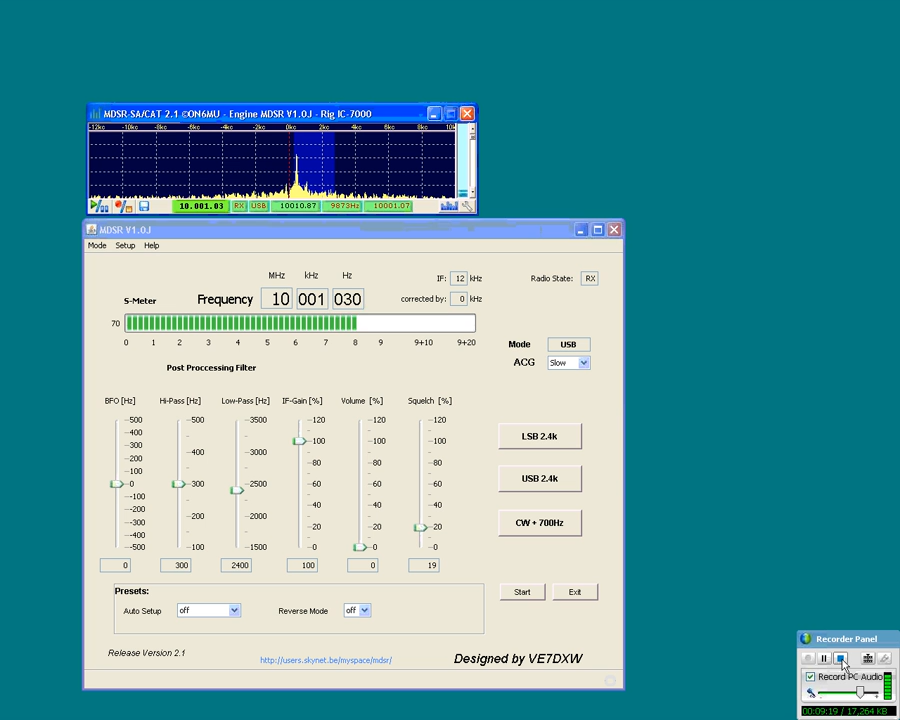 MDSR-SA/CAT 2.1 ©ON6MU - Engine MDSR V1.0J - Rig IC-7000
-12kc -10kc -8kc -6kc -4kc -2kc 0kc 2kc 4kc 6kc 8kc 10k
10.001.03 RX USB 10010.87 9873Hz 10001.07
MDSR V1.0J
Mode Setup Help
MHz kHz Hz
IF: 12 kHz
Radio State: RX
S-Meter
Frequency 10 001 030
corrected by: 0 kHz
70
0 1 2 3 4 5 6 7 8 9 9+10 9+20
Mode USB
ACG Slow
Post Proccessing Filter
BFO [Hz] Hi-Pass [Hz] Low-Pass [Hz] IF-Gain [%] Volume [%] Squelch [%]
500 500 3500 120 120 120
400
300 400 3000 100 100 100
200
100 80 80 80
0 300 2500 60 60 60
-100
-200 200 2000 40 40 40
-300
-400 20 20 20
-500 100 1500 0 0 0
0 300 2400 100 0 19
LSB 2.4k
USB 2.4k
CW + 700Hz
Presets:
Auto Setup off Reverse Mode off
Start Exit
Release Version 2.1
http://users.skynet.be/myspace/mdsr/
Designed by VE7DXW
Recorder Panel
Record PC Audio
00:09:19 / 17,264 KB